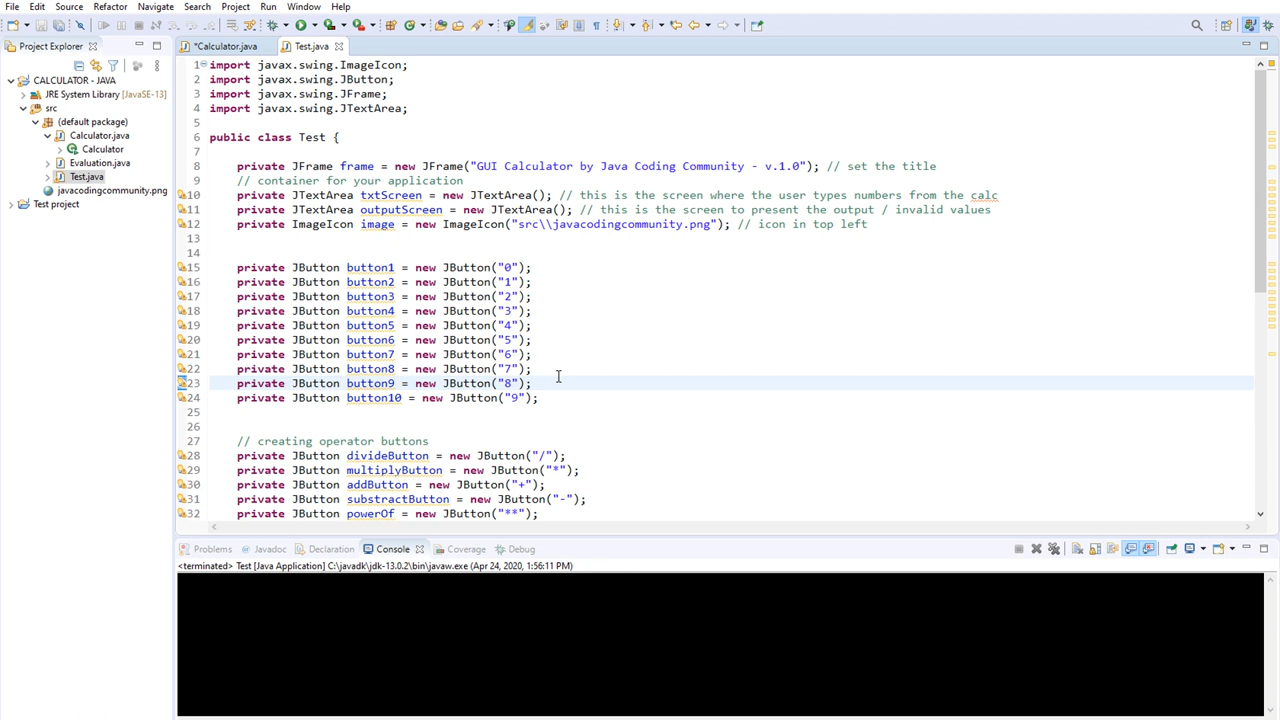 File Edit Source Refactor Navigate Search Project Run Window Help
Project Explorer
*Calculator.java Test.java
CALCULATOR - JAVA
JRE System Library [JavaSE-13]
src
(default package)
Calculator.java
Calculator
Evaluation.java
Test.java
javacodingcommunity.png
Test project
1 import javax.swing.ImageIcon;
2 import javax.swing.JButton;
3 import javax.swing.JFrame;
4 import javax.swing.JTextArea;
5
6 public class Test {
7
8 private JFrame frame = new JFrame("GUI Calculator by Java Coding Community - v.1.0"); // set the title
9 // container for your application
10 private JTextArea txtScreen = new JTextArea(); // this is the screen where the user types numbers from the calc
11 private JTextArea outputScreen = new JTextArea(); // this is the screen to present the output / invalid values
12 private ImageIcon image = new ImageIcon("src\\javacodingcommunity.png"); // icon in top left
13
14
15 private JButton button1 = new JButton("0");
16 private JButton button2 = new JButton("1");
17 private JButton button3 = new JButton("2");
18 private JButton button4 = new JButton("3");
19 private JButton button5 = new JButton("4");
20 private JButton button6 = new JButton("5");
21 private JButton button7 = new JButton("6");
22 private JButton button8 = new JButton("7");
23 private JButton button9 = new JButton("8");
24 private JButton button10 = new JButton("9");
25
26
27 // creating operator buttons
28 private JButton divideButton = new JButton("/");
29 private JButton multiplyButton = new JButton("*");
30 private JButton addButton = new JButton("+");
31 private JButton substractButton = new JButton("-");
32 private JButton powerOf = new JButton("**");
Problems Javadoc Declaration Console Coverage Debug
<terminated> Test [Java Application] C:\javadk\jdk-13.0.2\bin\javaw.exe (Apr 24, 2020, 1:56:11 PM)